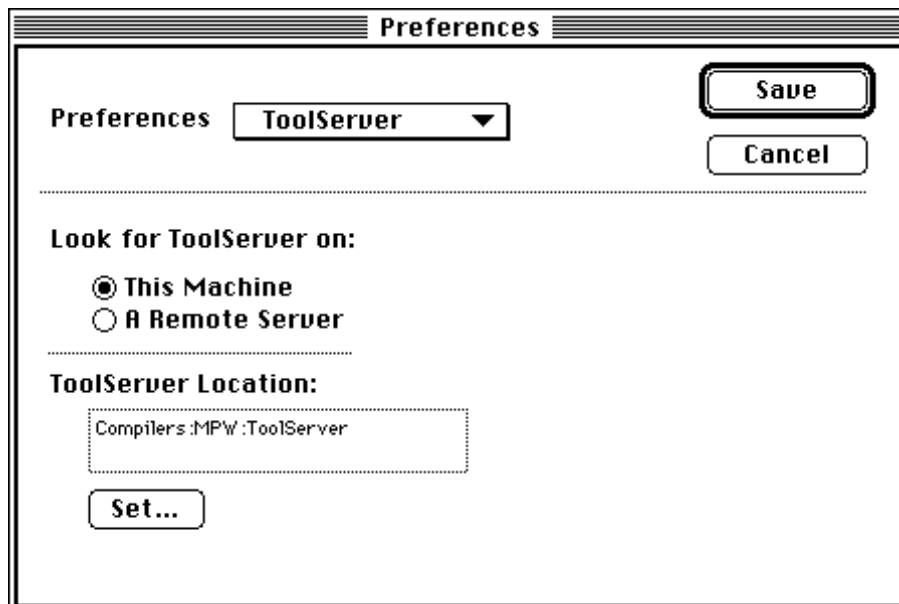 Preferences
Save
Preferences ToolServer
Cancel
Look for ToolServer on:
This Machine
A Remote Server
ToolServer Location:
Compilers:MPW:ToolServer
Set...